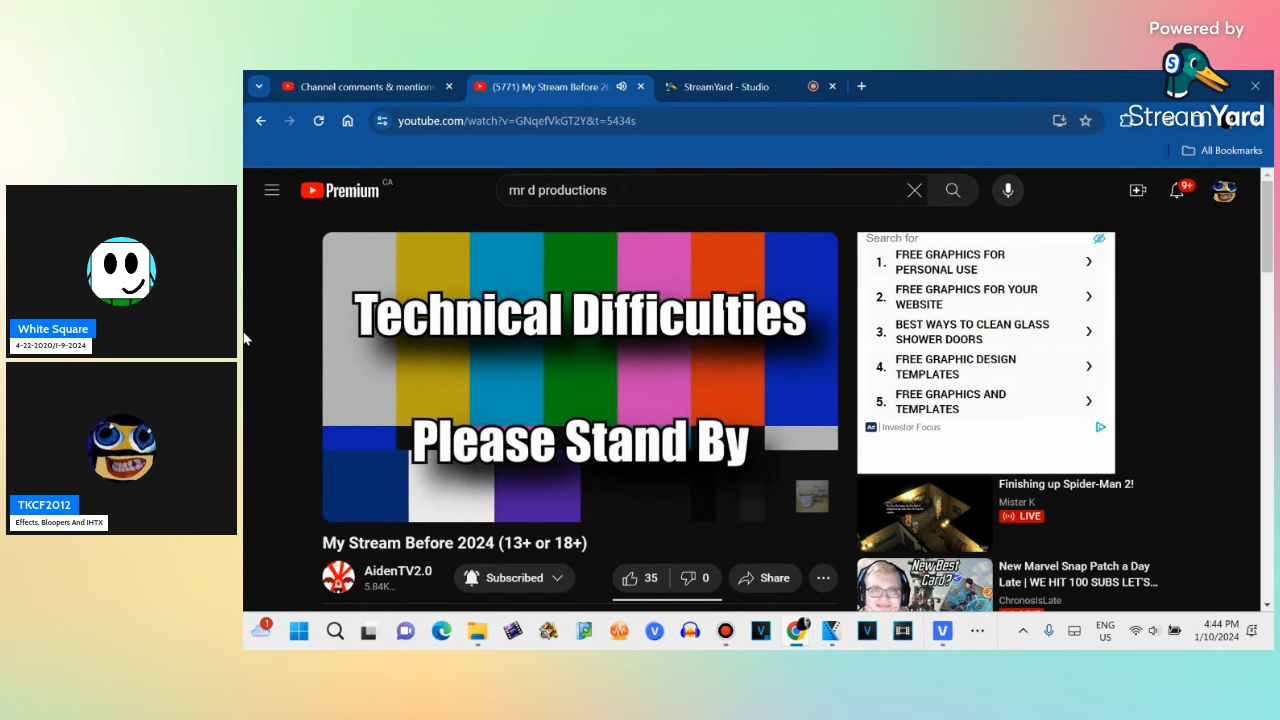 Powered by
StreamYard
Channel comments & mentions
(5771) My Stream Before 20
StreamYard - Studio
youtube.com/watch?v=GNqefVkGT2Y&t=5434s
All Bookmarks
Premium
CA
mr d productions
9+
Technical Difficulties
Please Stand By
Search for
1. FREE GRAPHICS FOR
PERSONAL USE
2. FREE GRAPHICS FOR YOUR
WEBSITE
3. BEST WAYS TO CLEAN GLASS
SHOWER DOORS
4. FREE GRAPHIC DESIGN
TEMPLATES
5. FREE GRAPHICS AND
TEMPLATES
Ad Investor Focus
White Square
4-22-2020/1-9-2024
TKCF2012
Effects, Bloopers And IHTX
My Stream Before 2024 (13+ or 18+)
AidenTV2.0
5.84K...
Subscribed
35
0
Share
Finishing up Spider-Man 2!
Mister K
LIVE
New Best
Card?
New Marvel Snap Patch a Day
Late | WE HIT 100 SUBS LET'S...
ChronosIsLate
1
ENG
US
4:44 PM
1/10/2024